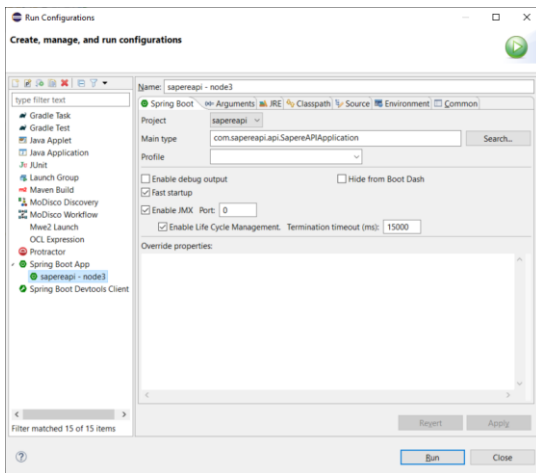 Run Configurations
Create, manage, and run configurations
Name: sapereapi - node3
type filter text
Gradle Task
Gradle Test
Java Applet
Java Application
JUnit
Launch Group
Maven Build
MoDisco Discovery
MoDisco Workflow
Mwe2 Launch
OCL Expression
Protractor
Spring Boot App
sapereapi - node3
Spring Boot Devtools Client
Filter matched 15 of 15 items
Spring Boot Arguments JRE Classpath Source Environment Common
Project sapereapi
Main type com.sapereapi.api.SapereAPIApplication Search...
Profile
Enable debug output Hide from Boot Dash
Fast startup
Enable JMX Port: 0
Enable Life Cycle Management. Termination timeout (ms): 15000
Override properties:
Revert Apply
Run Close